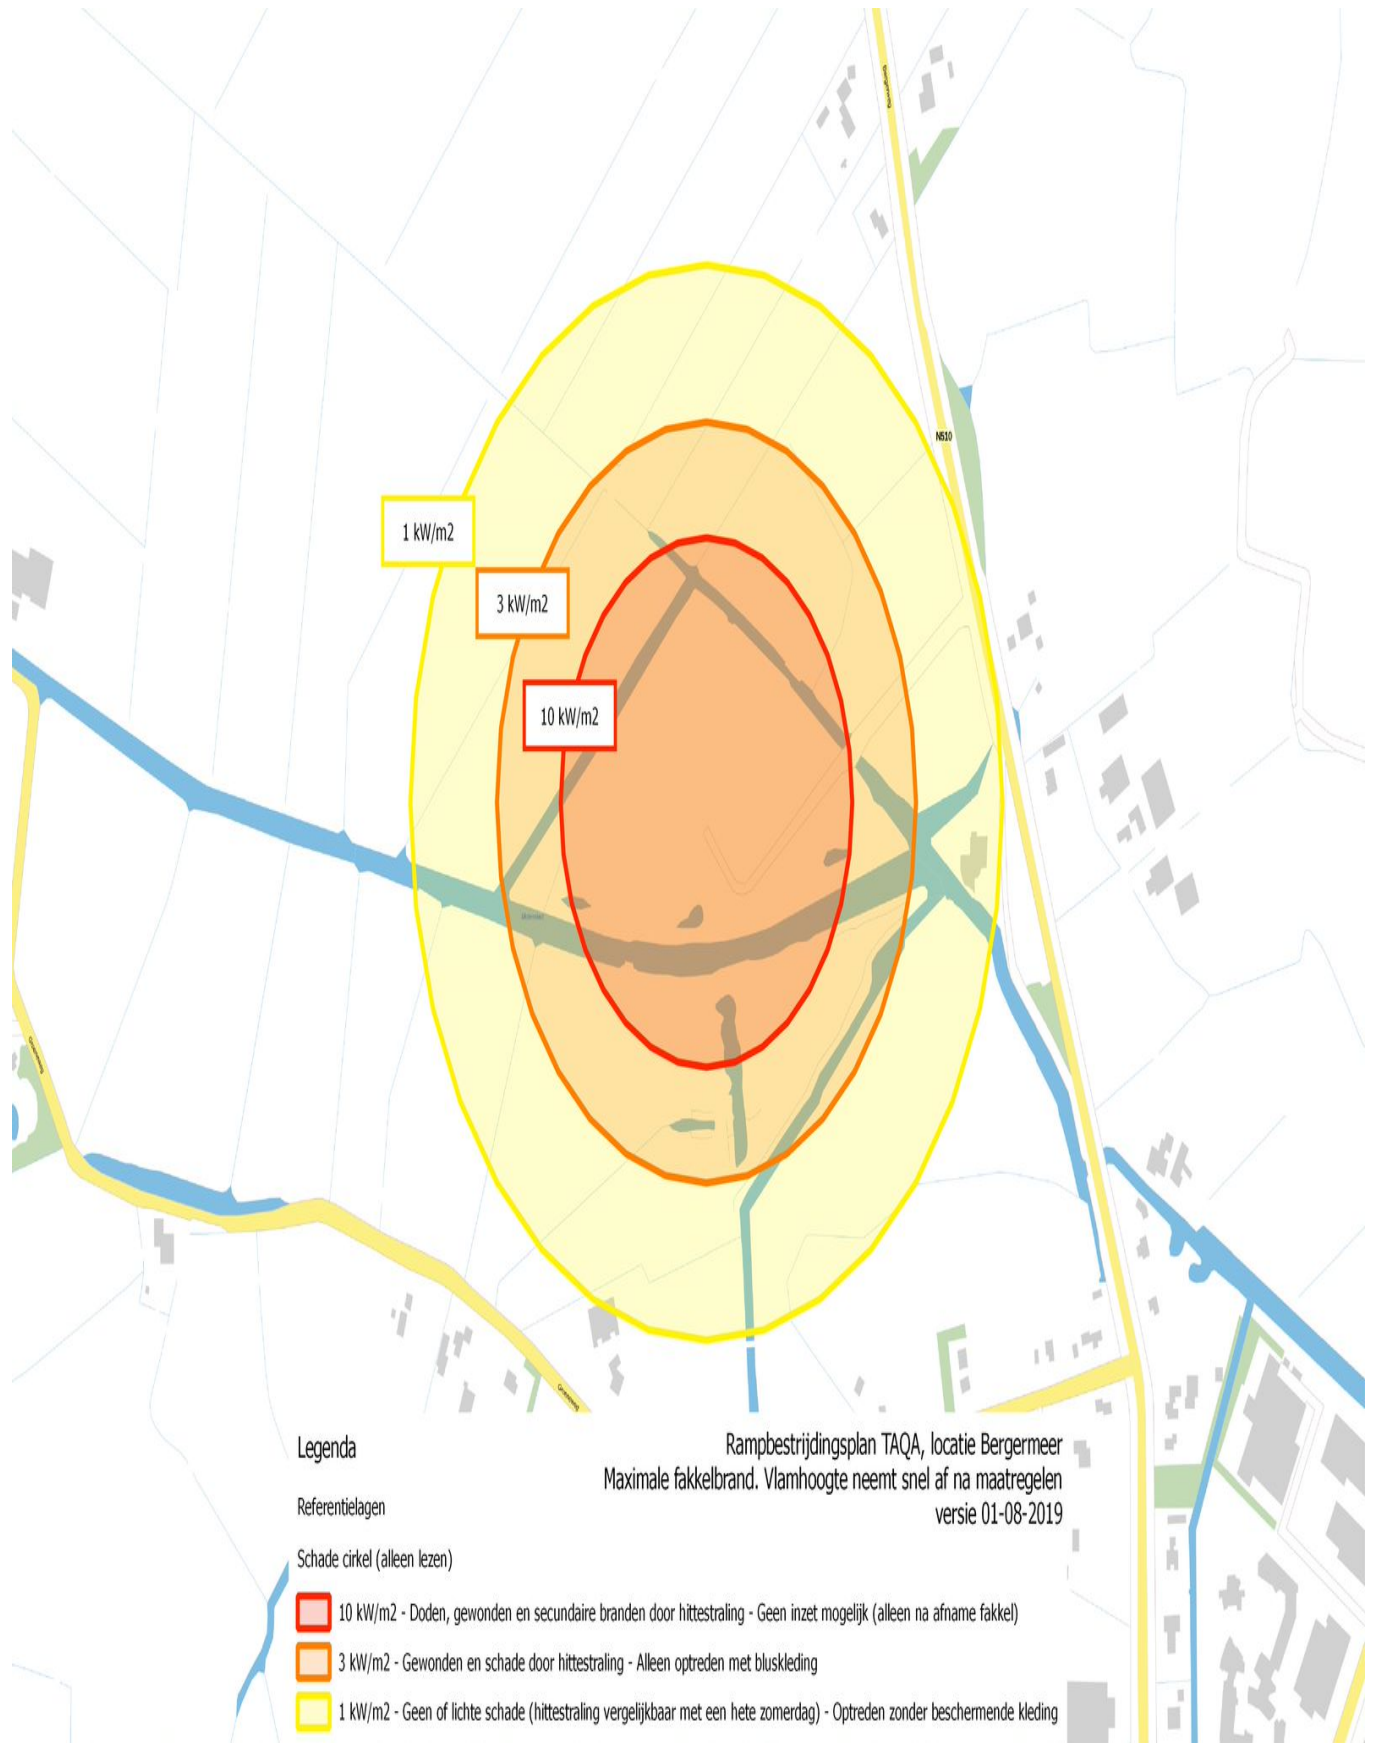 Bergerweg
N510
1 kW/m2
3 kW/m2
10 kW/m2
Groeneweg
Groeneweg
Legenda
Rampbestrijdingsplan TAQA, locatie Bergermeer
Maximale fakkelbrand. Vlamhoogte neemt snel af na maatregelen
versie 01-08-2019
Referentielagen
Schade cirkel (alleen lezen)
10 kW/m2 - Doden, gewonden en secundaire branden door hittestraling - Geen inzet mogelijk (alleen na afname fakkel)
3 kW/m2 - Gewonden en schade door hittestraling - Alleen optreden met bluskleding
1 kW/m2 - Geen of lichte schade (hittestraling vergelijkbaar met een hete zomerdag) - Optreden zonder beschermende kleding